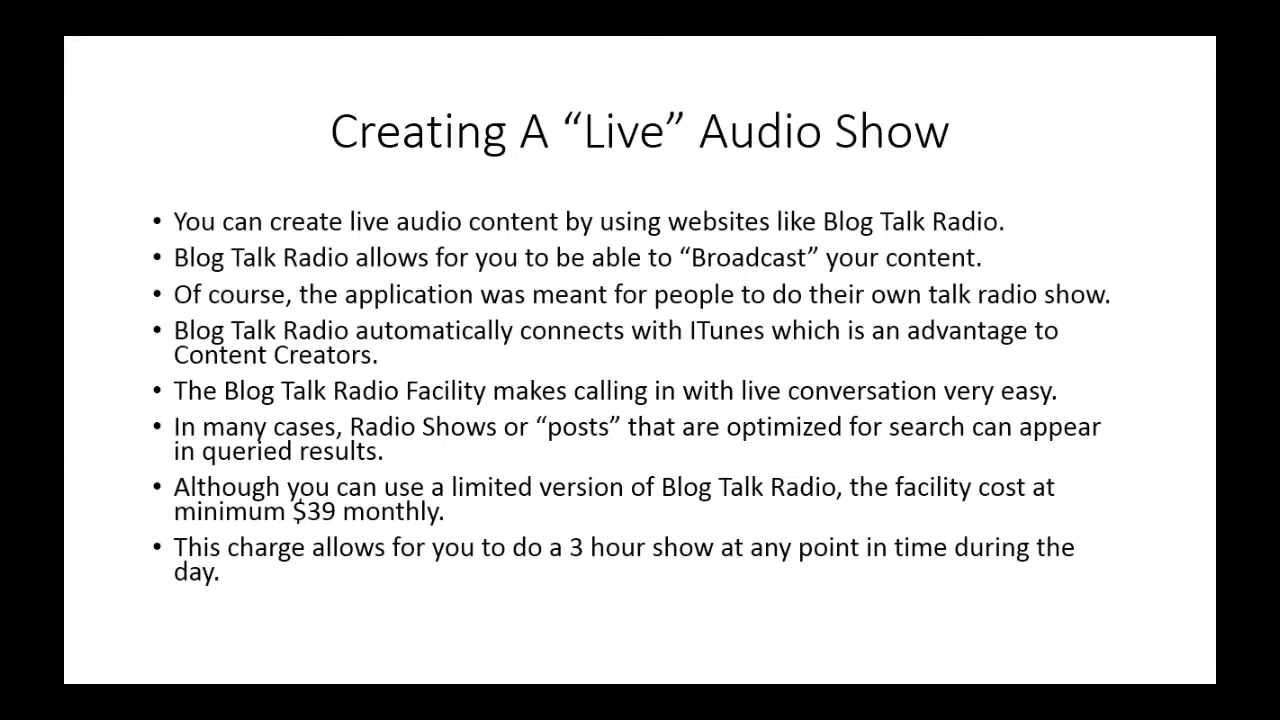 Creating A “Live” Audio Show
• You can create live audio content by using websites like Blog Talk Radio.
• Blog Talk Radio allows for you to be able to “Broadcast” your content.
• Of course, the application was meant for people to do their own talk radio show.
• Blog Talk Radio automatically connects with ITunes which is an advantage to
Content Creators.
• The Blog Talk Radio Facility makes calling in with live conversation very easy.
• In many cases, Radio Shows or “posts” that are optimized for search can appear
in queried results.
• Although you can use a limited version of Blog Talk Radio, the facility cost at
minimum $39 monthly.
• This charge allows for you to do a 3 hour show at any point in time during the
day.